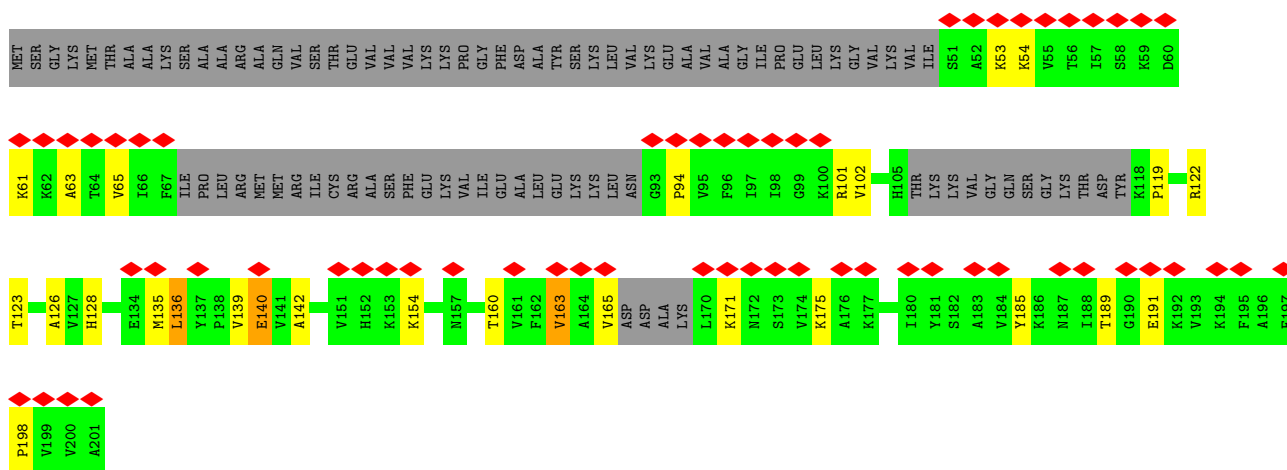 MET SER GLY LYS MET THR ALA ALA LYS SER ALA ALA ARG ALA GLN VAL SER THR GLU VAL VAL VAL LYS LYS PRO GLY PHE ASP ALA TYR SER LYS LEU VAL LYS GLU ALA VAL ALA GLY ILE PRO GLU LEU LYS GLY VAL LYS VAL ILE S51 A52 K53 K54 V55 T56 I57 S58 K59 D60
K61 K62 A63 T64 V65 I66 F67 ILE PRO LEU ARG MET MET ARG ILE CYS ARG ALA SER PHE GLU LYS VAL ILE GLU ALA LEU GLU LYS LYS LEU ASN G93 P94 V95 F96 I97 I98 G99 K100 R101 V102 H105 THR LYS LYS VAL GLY GLN SER GLY LYS THR ASP TYR K118 P119 R122
T123 A126 V127 H128 E134 M135 L136 Y137 P138 V139 E140 V141 A142 V151 H152 K153 K154 N157 T160 V161 F162 V163 A164 V165 ASP ASP ALA LYS L170 K171 N172 S173 V174 K175 A176 K177 I180 Y181 S182 A183 V184 Y185 K186 N187 I188 T189 G190 E191 K192 V193 K194 F195 A196
P198 V199 V200 A201